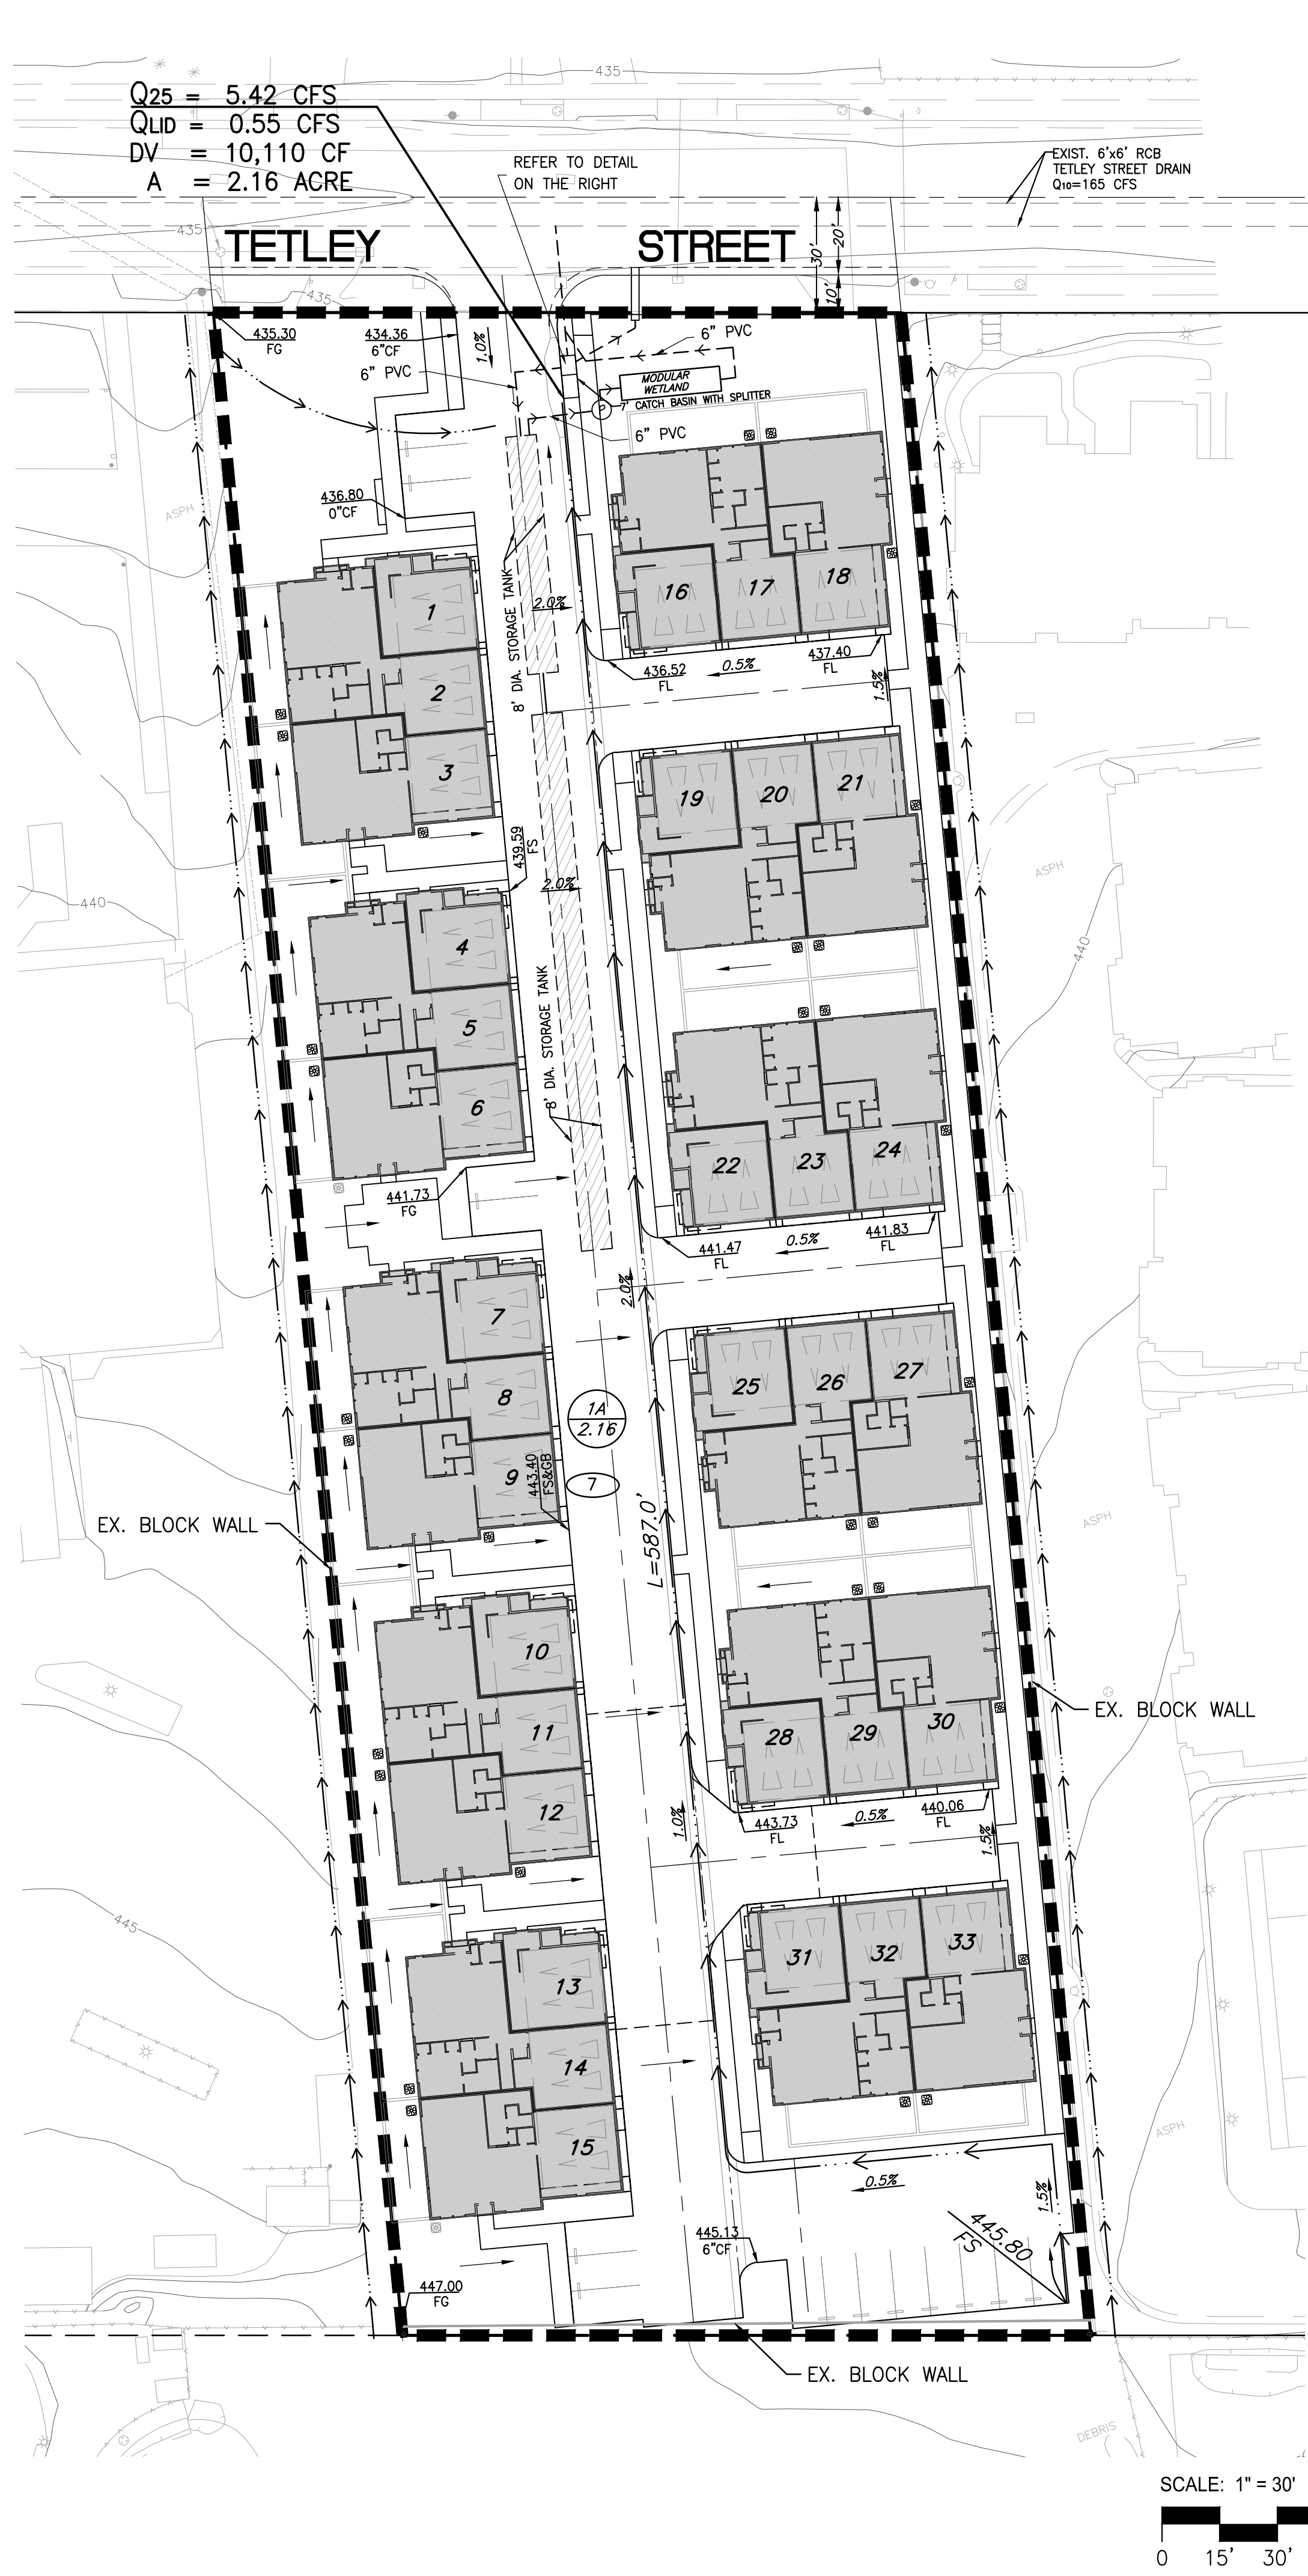 435
Q25 = 5.42 CFS
QLID = 0.55 CFS
DV = 10,110 CF
A = 2.16 ACRE
REFER TO DETAIL
ON THE RIGHT
EXIST. 6'x6' RCB
TETLEY STREET DRAIN
Q10=165 CFS
435
TETLEY STREET
30'
20'
10'
435
435.30
FG
434.36
6"CF
1.0%
6" PVC
6" PVC
MODULAR
WETLAND
7' CATCH BASIN WITH SPLITTER
6" PVC
436.80
0"CF
ASPH
8' DIA. STORAGE TANK
2.0%
1
2
3
16
17
18
436.52
FL
0.5%
437.40
FL
1.5%
19
20
21
439.59
FS
2.0%
ASPH
440
440
4
5
6
8' DIA. STORAGE TANK
22
23
24
441.73
FG
441.47
FL
0.5%
441.83
FL
2.0%
7
8
9
25
26
27
1A
2.16
7
443.40
FS&GB
L=587.0'
EX. BLOCK WALL
ASPH
10
11
12
28
29
30
EX. BLOCK WALL
1.0%
443.73
FL
0.5%
440.06
FL
1.5%
445
13
14
15
31
32
33
ASPH
0.5%
1.5%
445.13
6"CF
445.80
FS
447.00
FG
EX. BLOCK WALL
DEBRIS
SCALE: 1" = 30'
0 15' 30'